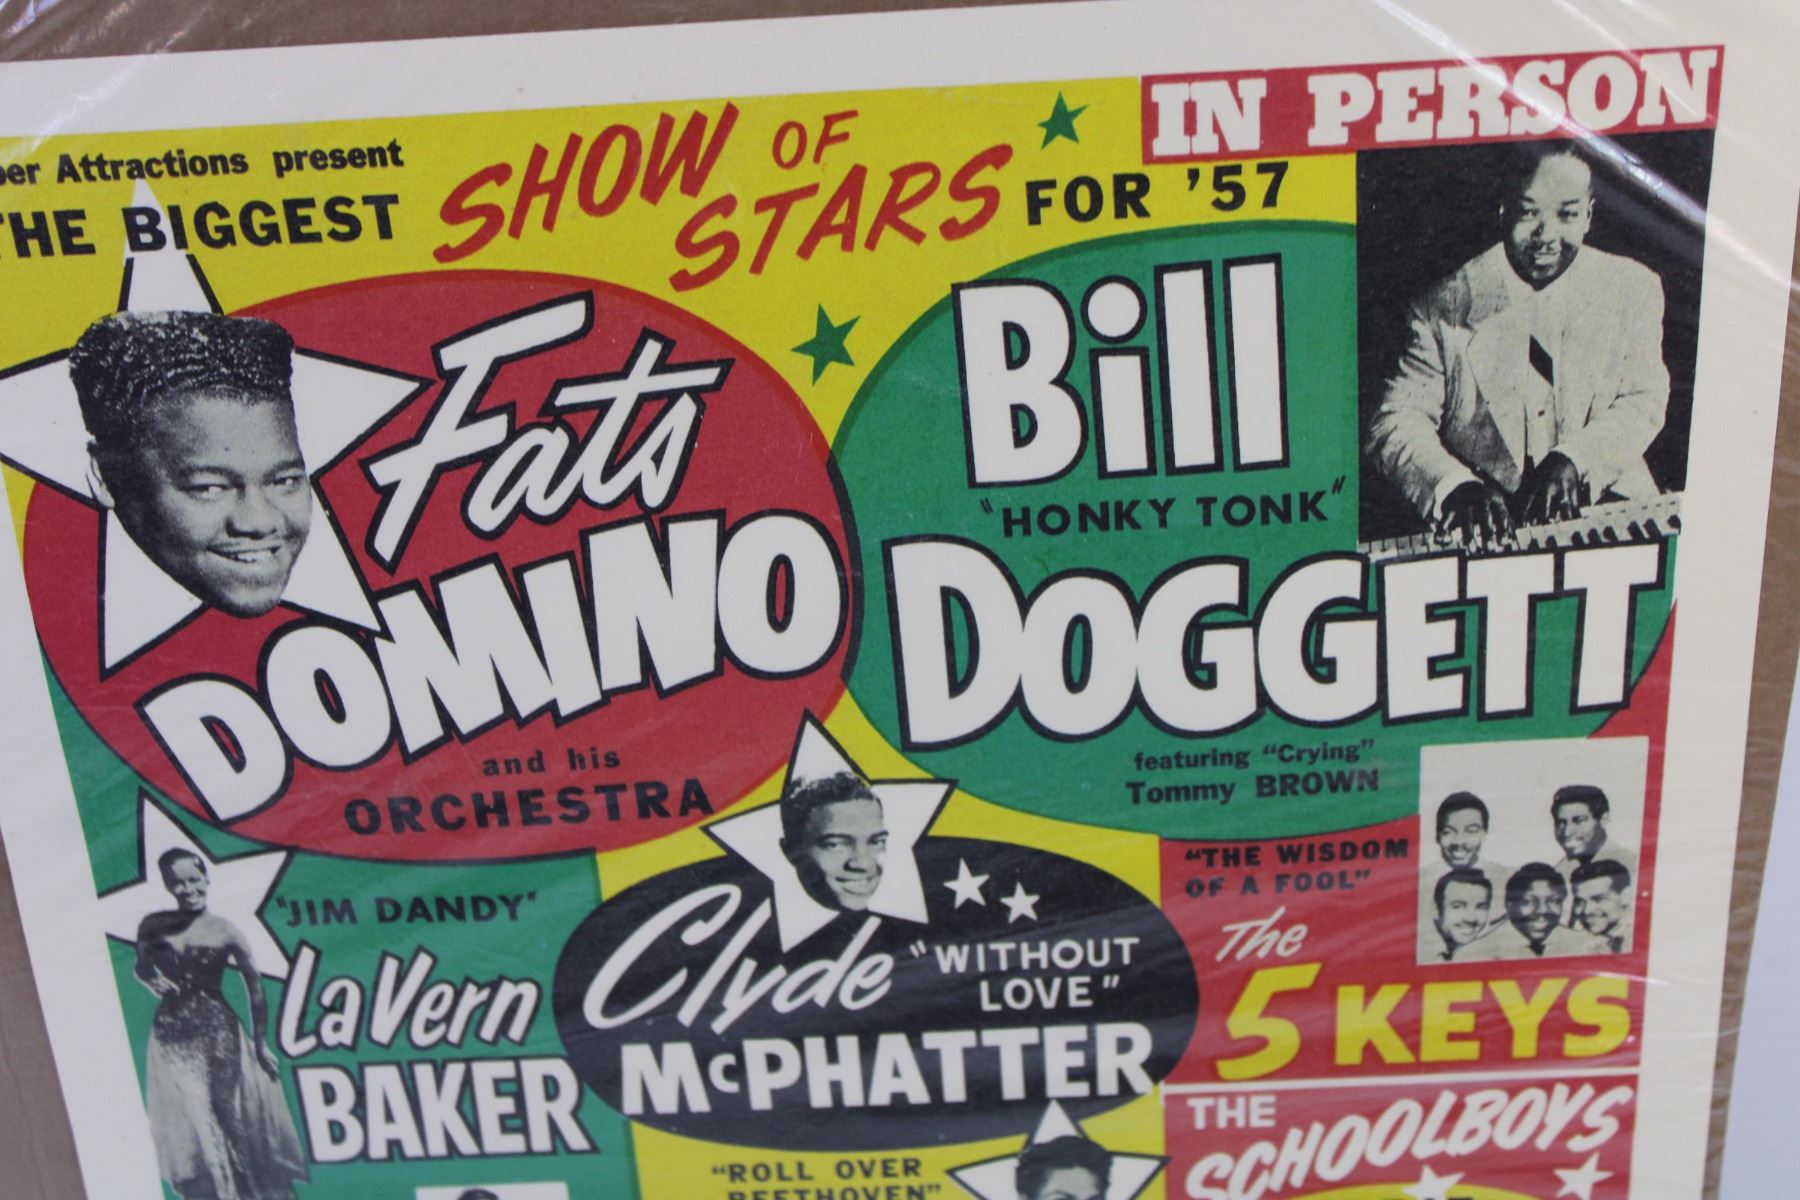 Attractions present
THE BIGGEST
SHOW OF
STARS
FOR '57
IN PERSON
Fats
DOMINO
and his
ORCHESTRA
Bill
"HONKY TONK"
DOGGETT
featuring "Crying"
Tommy BROWN
"JIM DANDY"
LaVern
BAKER
Clyde
"WITHOUT
LOVE"
McPHATTER
"THE WISDOM
OF A FOOL"
The
5 KEYS
THE
SCHOOLBOYS
"ROLL OVER
BEETHOVEN"